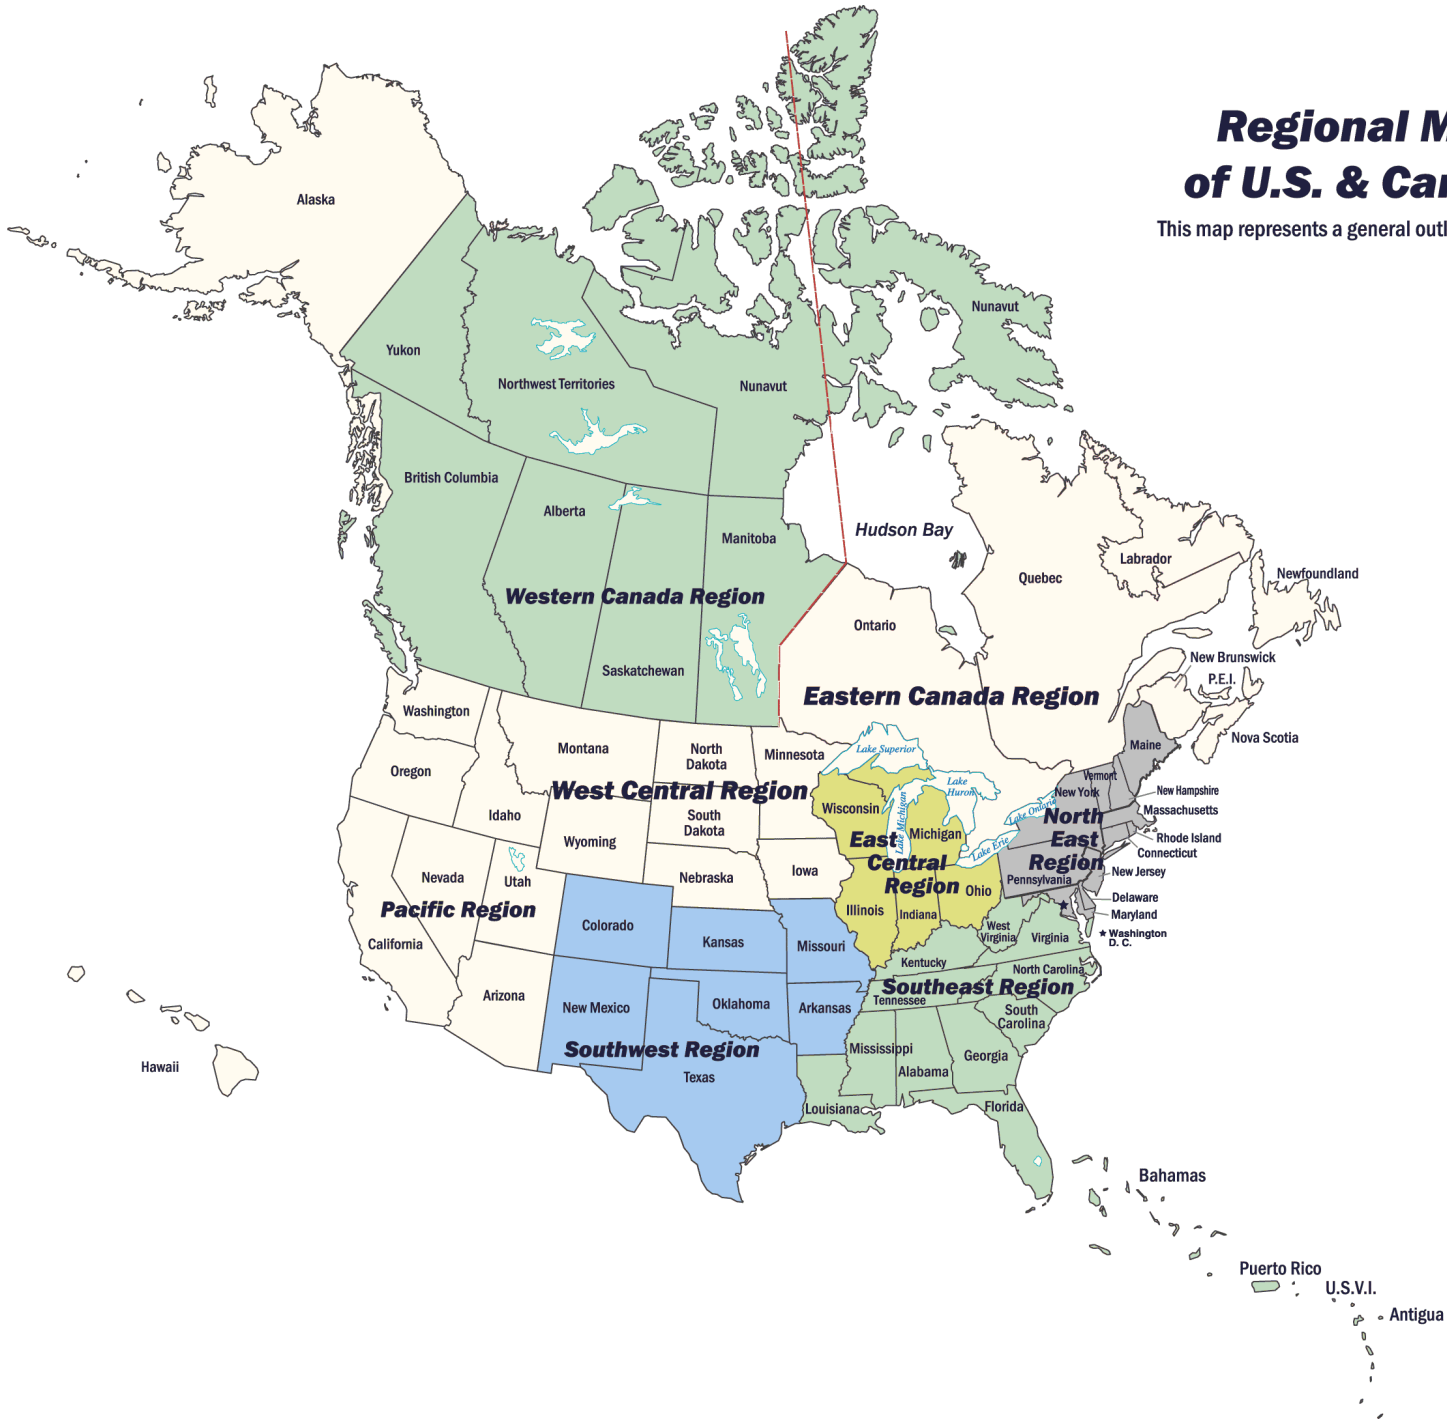 Regional M
of U.S. & Ca
This map represents a general outl
Alaska
Yukon
Northwest Territories
Nunavut
Nunavut
British Columbia
Alberta
Manitoba
Saskatchewan
Western Canada Region
Hudson Bay
Quebec
Labrador
Newfoundland
Ontario
Eastern Canada Region
New Brunswick
P.E.I.
Nova Scotia
Washington
Oregon
Idaho
Montana
North
Dakota
Minnesota
West Central Region
South
Dakota
Wyoming
Nebraska
Iowa
Nevada
Utah
Pacific Region
California
Arizona
Hawaii
Lake Superior
Lake
Huron
Lake Michigan
Lake Ontario
Lake Erie
Wisconsin
Michigan
East
Central
Region
Illinois
Indiana
Ohio
Maine
Vermont
New York
New Hampshire
Massachusetts
Rhode Island
Connecticut
North
East
Region
Pennsylvania
New Jersey
Delaware
Maryland
Washington
D. C.
Colorado
Kansas
Missouri
New Mexico
Oklahoma
Arkansas
Southwest Region
Texas
West
Virginia
Virginia
Kentucky
North Carolina
Southeast Region
Tennessee
South
Carolina
Mississippi
Alabama
Georgia
Louisiana
Florida
Bahamas
Puerto Rico
U.S.V.I.
Antigua